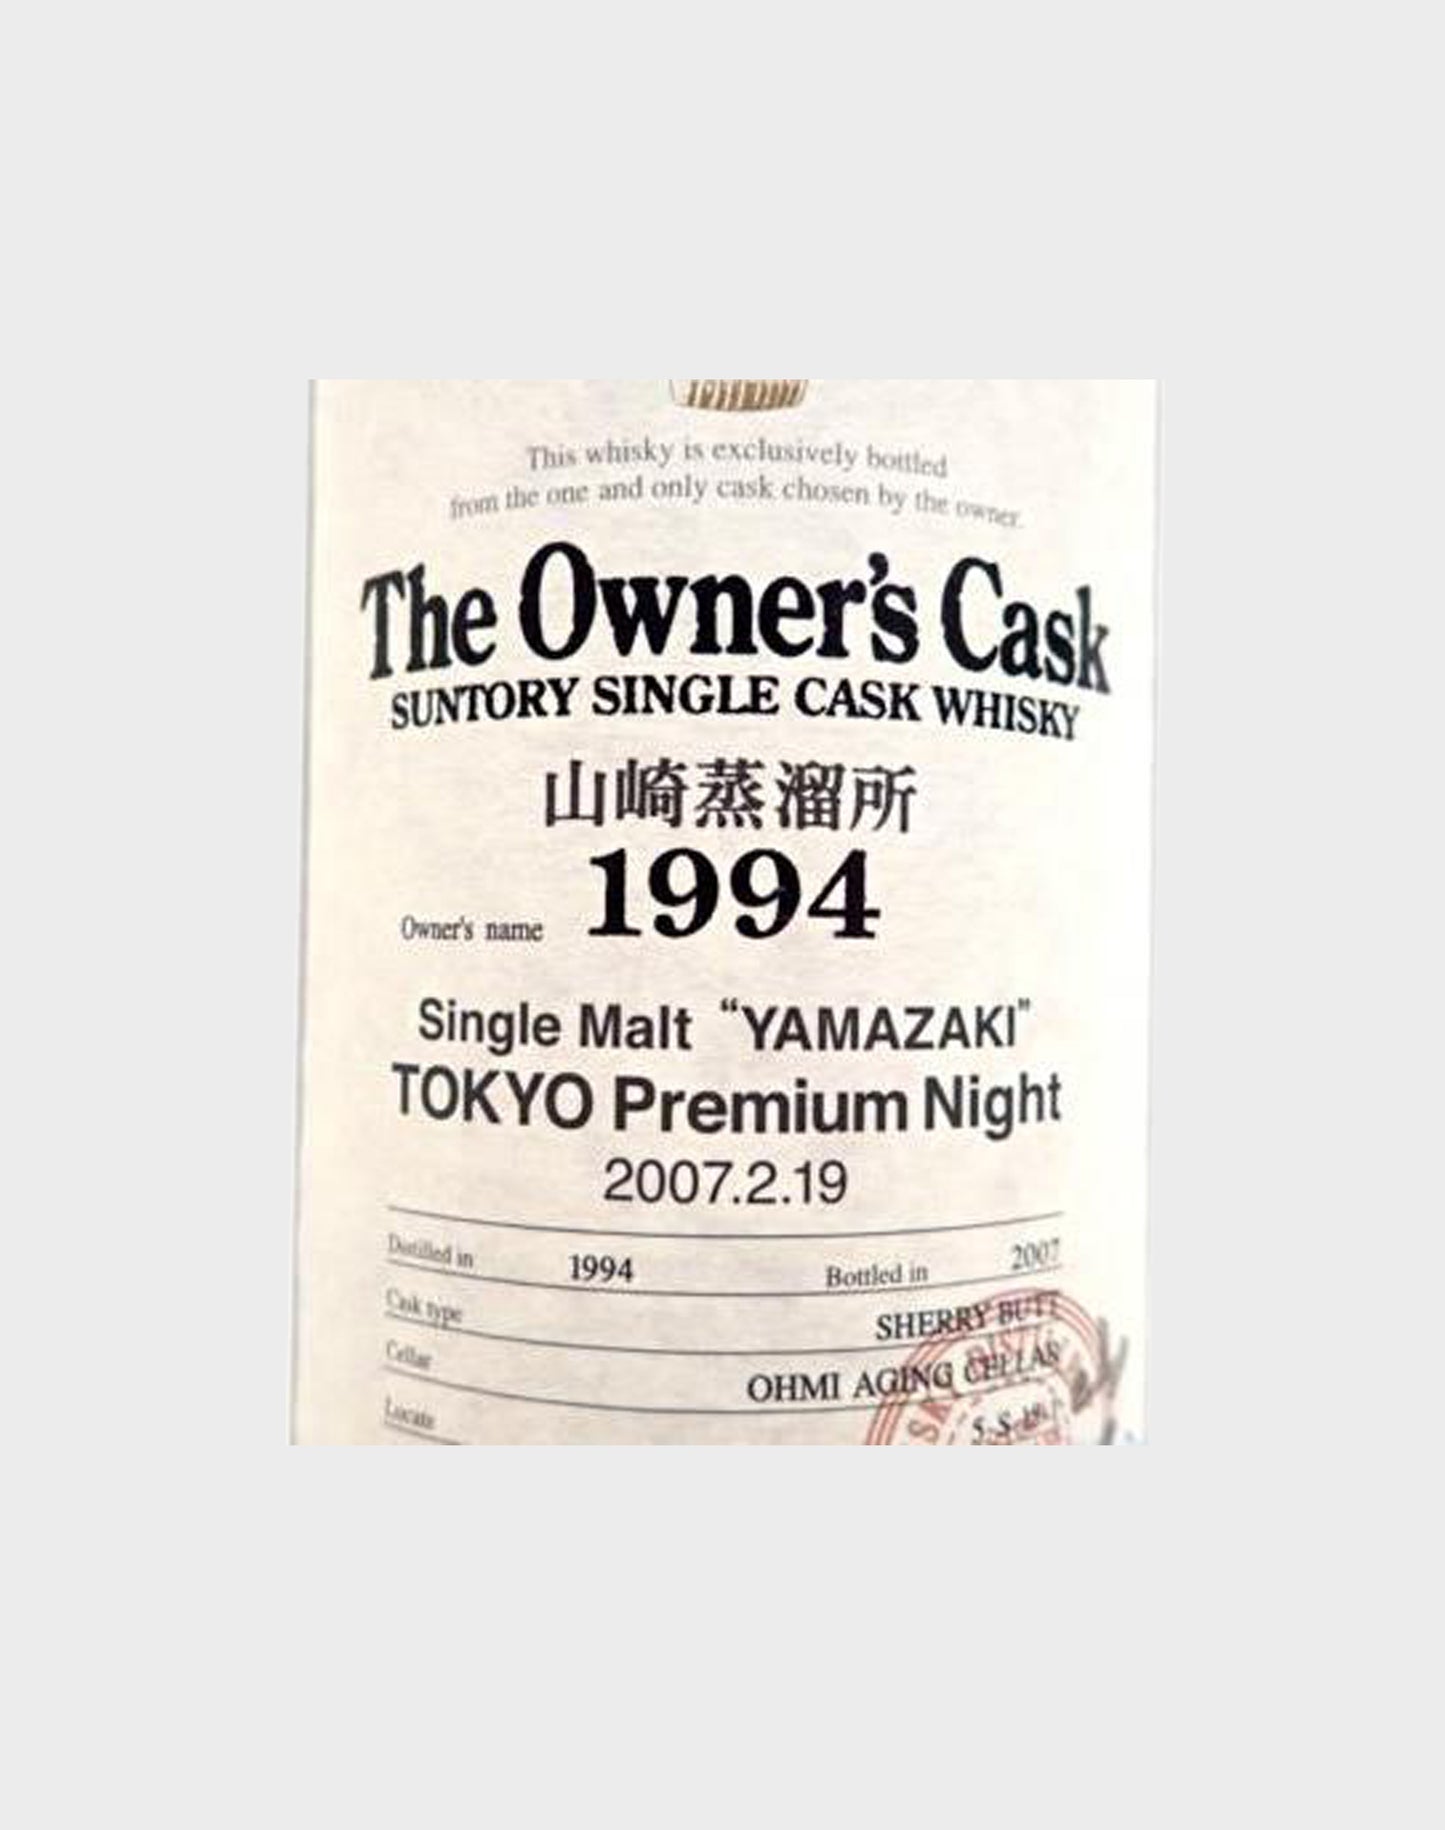 This whisky is exclusively bottled
from the one and only cask chosen by the owner.
The Owner's Cask
SUNTORY SINGLE CASK WHISKY
山崎蒸溜所
1994
Owner's name
Single Malt “YAMAZAKI”
TOKYO Premium Night
2007.2.19
Distilled in 1994 Bottled in 2007
Cask type SHERRY BUTT
Cellar OHMI AGING CELLAR
Locate